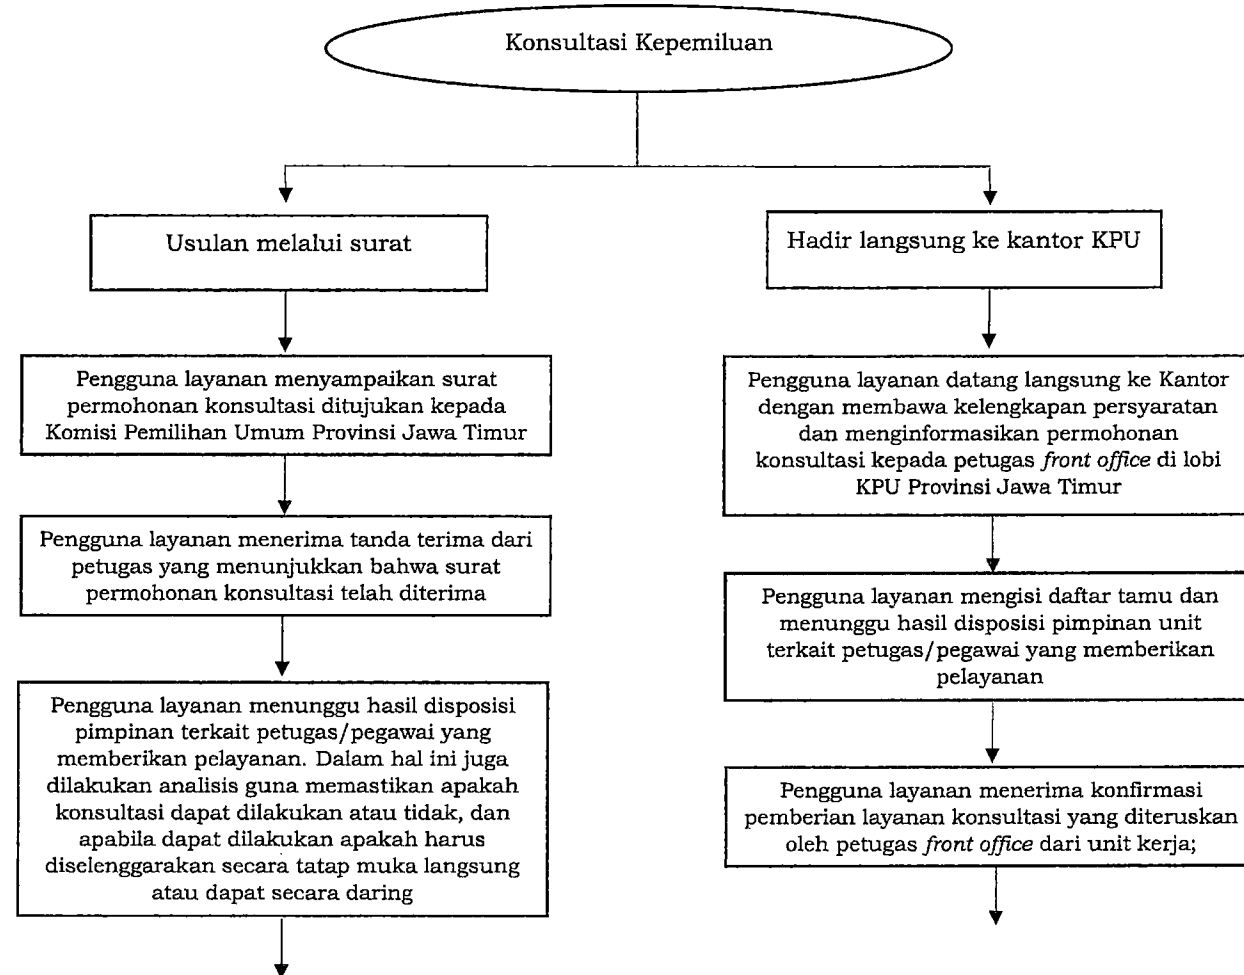 Konsultasi Kepemiluan
Usulan melalui surat
Hadir langsung ke kantor KPU
Pengguna layanan menyampaikan surat
permohonan konsultasi ditujukan kepada
Komisi Pemilihan Umum Provinsi Jawa Timur
Pengguna layanan datang langsung ke Kantor
dengan membawa kelengkapan persyaratan
dan menginformasikan permohonan
konsultasi kepada petugas front office di lobi
KPU Provinsi Jawa Timur
Pengguna layanan menerima tanda terima dari
petugas yang menunjukkan bahwa surat
permohonan konsultasi telah diterima
Pengguna layanan mengisi daftar tamu dan
menunggu hasil disposisi pimpinan unit
terkait petugas/pegawai yang memberikan
pelayanan
Pengguna layanan menunggu hasil disposisi
pimpinan terkait petugas/pegawai yang
memberikan pelayanan. Dalam hal ini juga
dilakukan analisis guna memastikan apakah
konsultasi dapat dilakukan atau tidak, dan
apabila dapat dilakukan apakah harus
diselenggarakan secara tatap muka langsung
atau dapat secara daring
Pengguna layanan menerima konfirmasi
pemberian layanan konsultasi yang diteruskan
oleh petugas front office dari unit kerja;